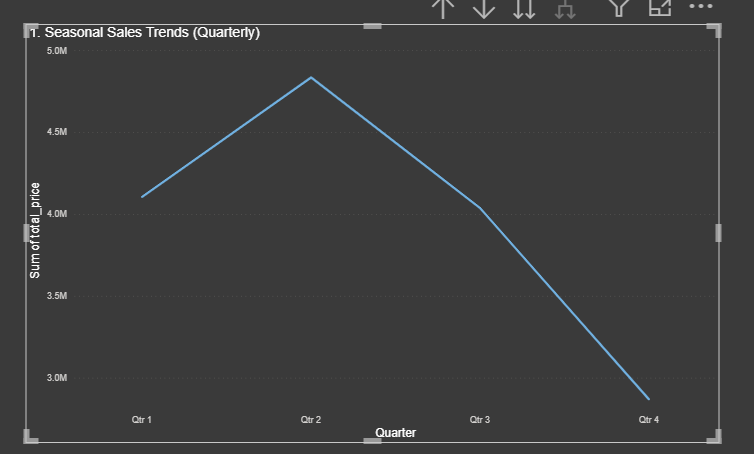 1. Seasonal Sales Trends (Quarterly)
5.0M
4.5M
4.0M
3.5M
3.0M
Sum of total_price
Qtr 1 Qtr 2 Qtr 3 Qtr 4
Quarter